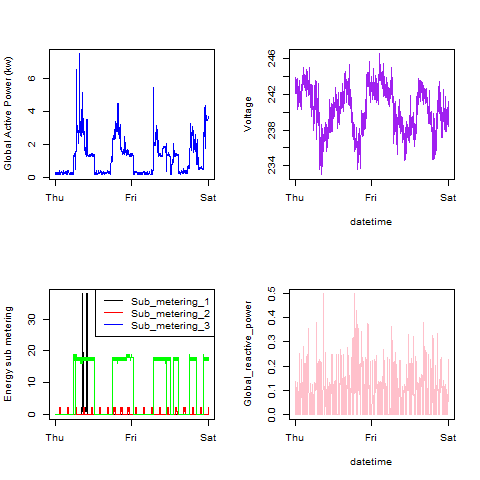 Global Active Power (kw)
0 2 4 6
Thu Fri Sat
Voltage
234 238 242 246
Thu Fri Sat
datetime
Energy sub metering
0 10 20 30
Sub_metering_1
Sub_metering_2
Sub_metering_3
Thu Fri Sat
Global_reactive_power
0.0 0.1 0.2 0.3 0.4 0.5
Thu Fri Sat
datetime